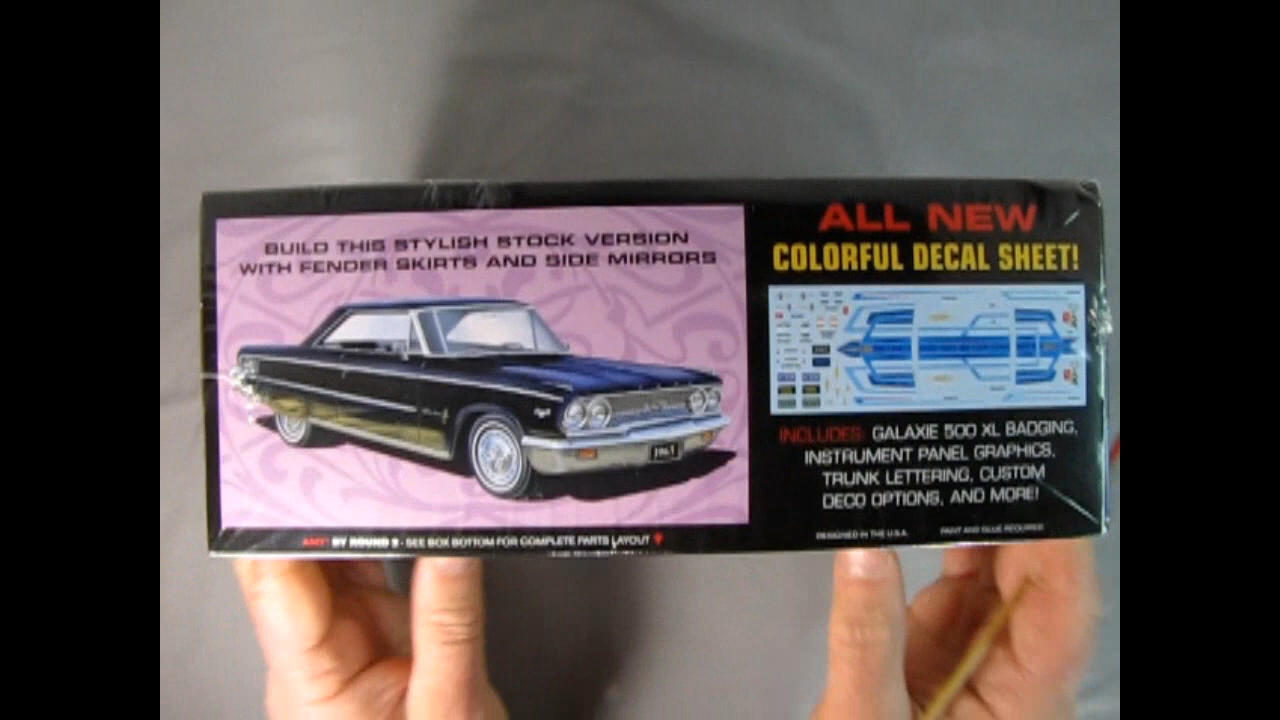 BUILD THIS STYLISH STOCK VERSION
WITH FENDER SKIRTS AND SIDE MIRRORS
1963
AMT® BY ROUND 2 - SEE BOX BOTTOM FOR COMPLETE PARTS LAYOUT
ALL NEW
COLORFUL DECAL SHEET!
INCLUDES: GALAXIE 500 XL BADGING,
INSTRUMENT PANEL GRAPHICS,
TRUNK LETTERING, CUSTOM
DECO OPTIONS, AND MORE!
DESIGNED IN THE U.S.A. PAINT AND GLUE REQUIRED